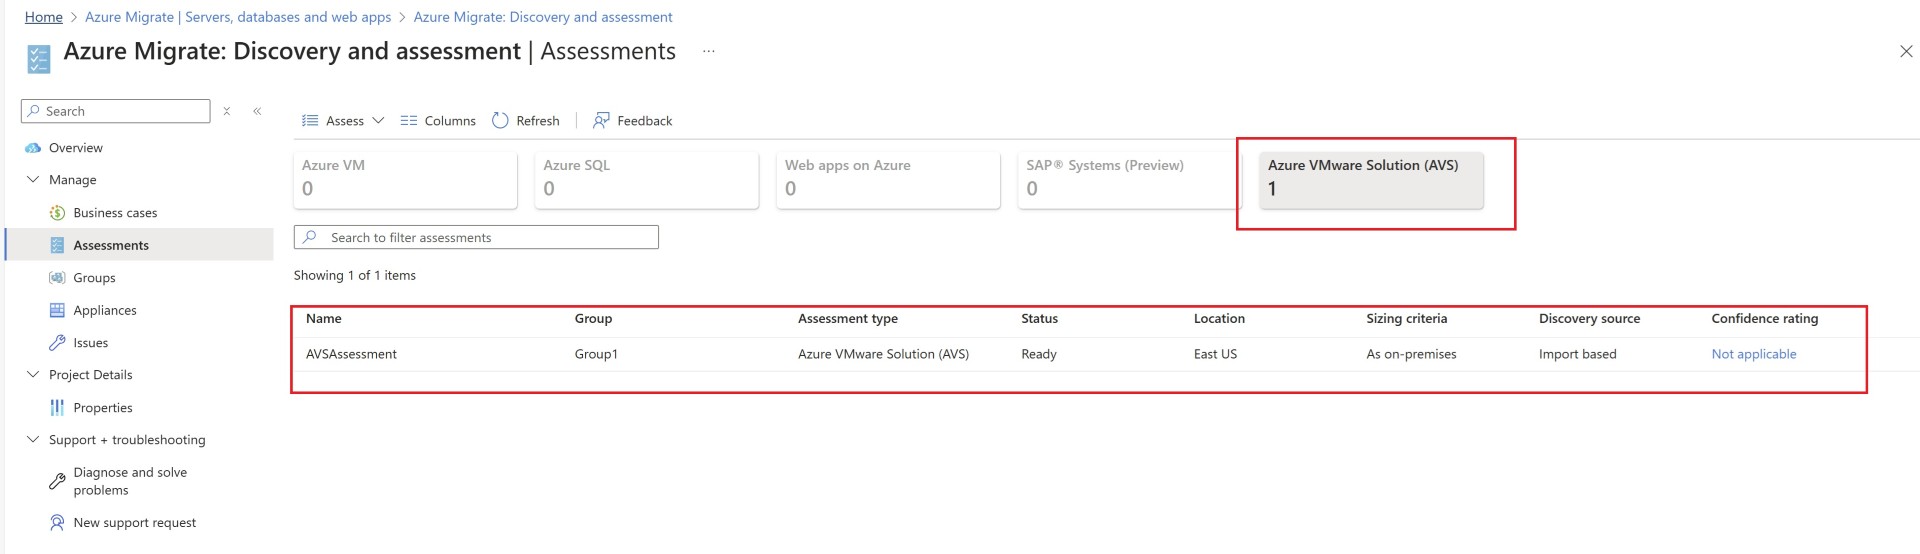 Home > Azure Migrate | Servers, databases and web apps > Azure Migrate: Discovery and assessment
Azure Migrate: Discovery and assessment | Assessments ...
Search
Assess Columns Refresh Feedback
Overview
Manage
Business cases
Assessments
Groups
Appliances
Issues
Project Details
Properties
Support + troubleshooting
Diagnose and solve
problems
New support request
Azure VM
0
Azure SQL
0
Web apps on Azure
0
SAP® Systems (Preview)
0
Azure VMware Solution (AVS)
1
Search to filter assessments
Showing 1 of 1 items
Name Group Assessment type Status Location Sizing criteria Discovery source Confidence rating
AVSAssessment Group1 Azure VMware Solution (AVS) Ready East US As on-premises Import based Not applicable